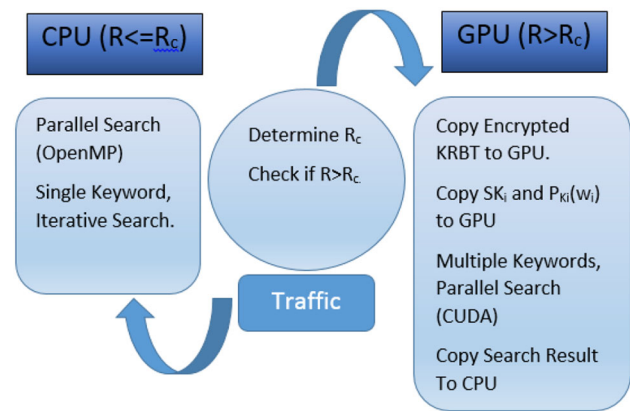 CPU (R<=Rc)
GPU (R>Rc)
Parallel Search
(OpenMP)
Single Keyword,
Iterative Search.
Determine Rc
Check if R>Rc.
Traffic
Copy Encrypted
KRBT to GPU.
Copy SKi and PKi(wi)
to GPU
Multiple Keywords,
Parallel Search
(CUDA)
Copy Search Result
To CPU